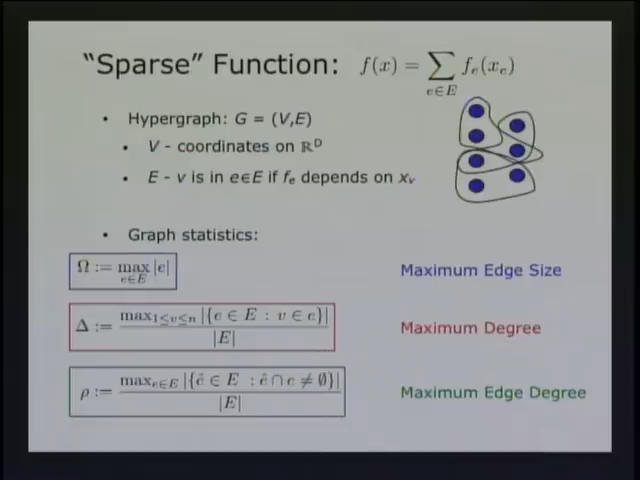 “Sparse” Function: f(x) = ∑_{e∈E} f_e(x_e)
• Hypergraph: G = (V,E)
• V - coordinates on ℝ^D
• E - v is in e∈E if f_e depends on x_v
• Graph statistics:
Ω := max_{e∈E} |e| Maximum Edge Size
Δ := max_{1≤v≤n} |{e ∈ E : v ∈ e}| / |E| Maximum Degree
ρ := max_{e∈E} |{ê ∈ E : ê ∩ e ≠ ∅}| / |E| Maximum Edge Degree